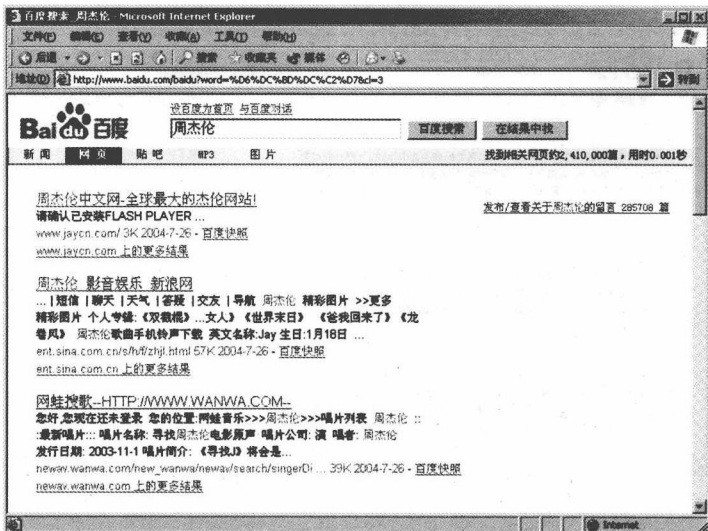 百度搜索_周杰伦 - Microsoft Internet Explorer
文件(F) 编辑(E) 查看(V) 收藏(A) 工具(T) 帮助(H)
后退 搜索 收藏夹 媒体
地址(D) http://www.baidu.com/baidu?word=%D6%DC%BD%DC%C2%D7&cl=3 转到
Bai du 百度
设百度为首页 与百度对话
周杰伦 百度搜索 在结果中找
新闻 网页 贴吧 MP3 图片 找到相关网页约2,410,000篇，用时0.001秒
周杰伦中文网-全球最大的杰伦网站!
请确认已安装FLASH PLAYER ...
www.jaycn.com/ 3K 2004-7-26 - 百度快照
www.jaycn.com 上的更多结果
发布/查看关于周杰伦的留言 285708 篇
周杰伦_影音娱乐_新浪网
... | 短信 | 聊天 | 天气 | 答疑 | 交友 | 导航 周杰伦 精彩图片 >>更多
精彩图片 个人专辑:《双截棍》...女人》《世界末日》 《爸我回来了》《龙
卷风》 周杰伦歌曲手机铃声下载 英文名称:Jay 生日:1月18日 ...
ent.sina.com.cn/s/h/f/zhjl.html 57K 2004-7-26 - 百度快照
ent.sina.com.cn 上的更多结果
网蛙搜歌--HTTP://WWW.WANWA.COM--
您好,您现在还未登录 您的位置:网蛙音乐>>>周杰伦>>>唱片列表 周杰伦 ::
:最新唱片::: 唱片名称: 寻找周杰伦电影原声 唱片公司: 演 唱者: 周杰伦
发行日期: 2003-11-1 唱片简介: 《寻找J》将会是...
newav.wanwa.com/new_wanwa/newav/search/singerDi ... 39K 2004-7-26 - 百度快照
newav.wanwa.com 上的更多结果
Internet